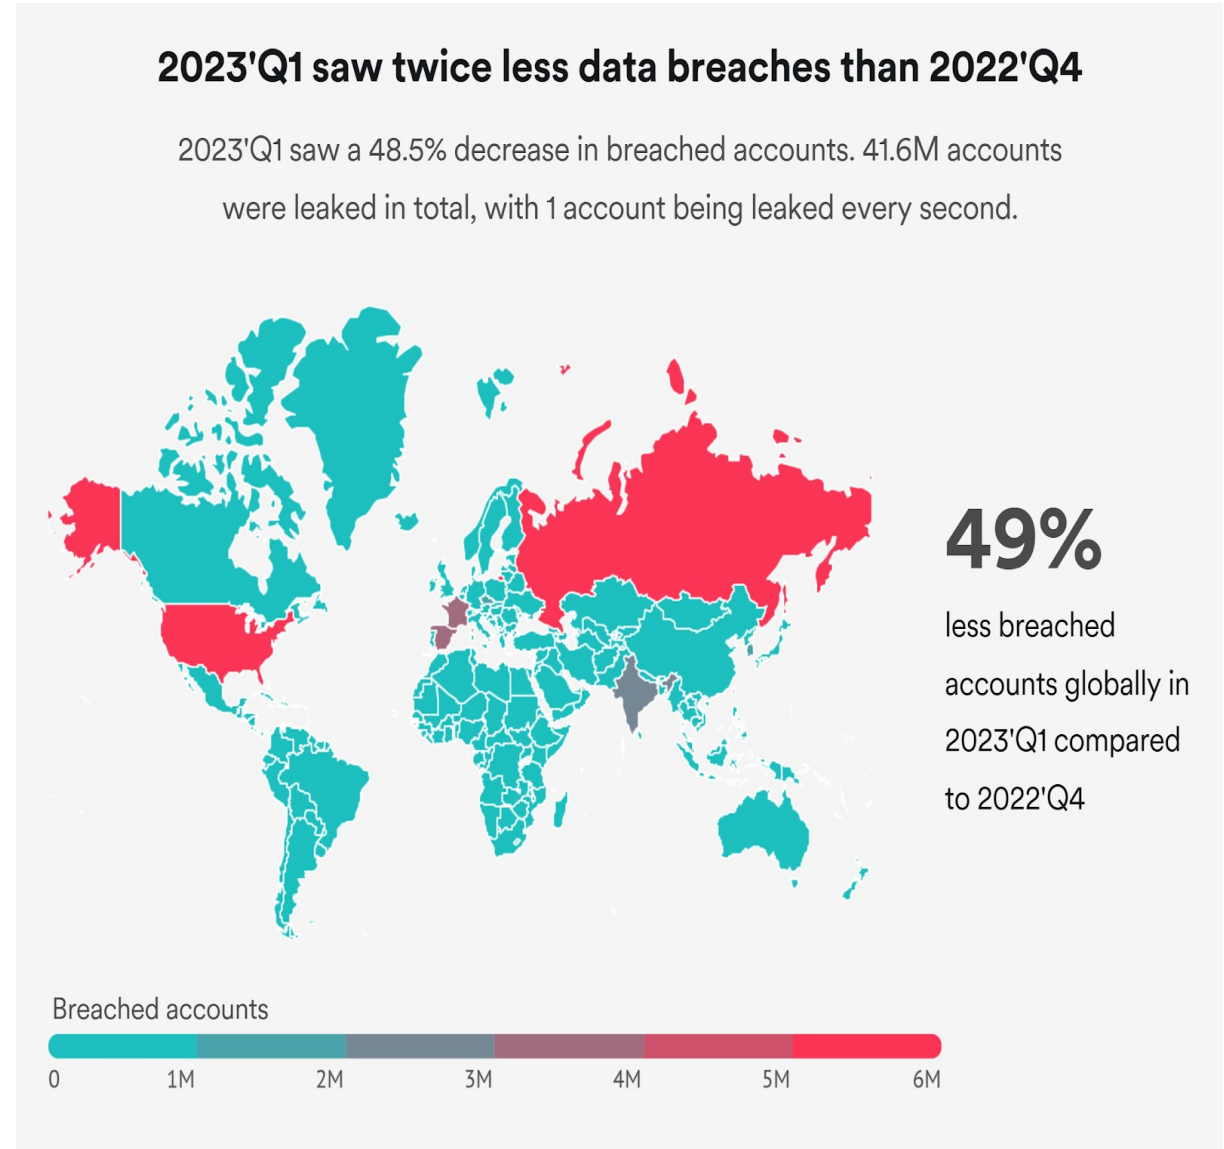 2023'Q1 saw twice less data breaches than 2022'Q4
2023'Q1 saw a 48.5% decrease in breached accounts. 41.6M accounts
were leaked in total, with 1 account being leaked every second.
49%
less breached
accounts globally in
2023'Q1 compared
to 2022'Q4
Breached accounts
0 1M 2M 3M 4M 5M 6M